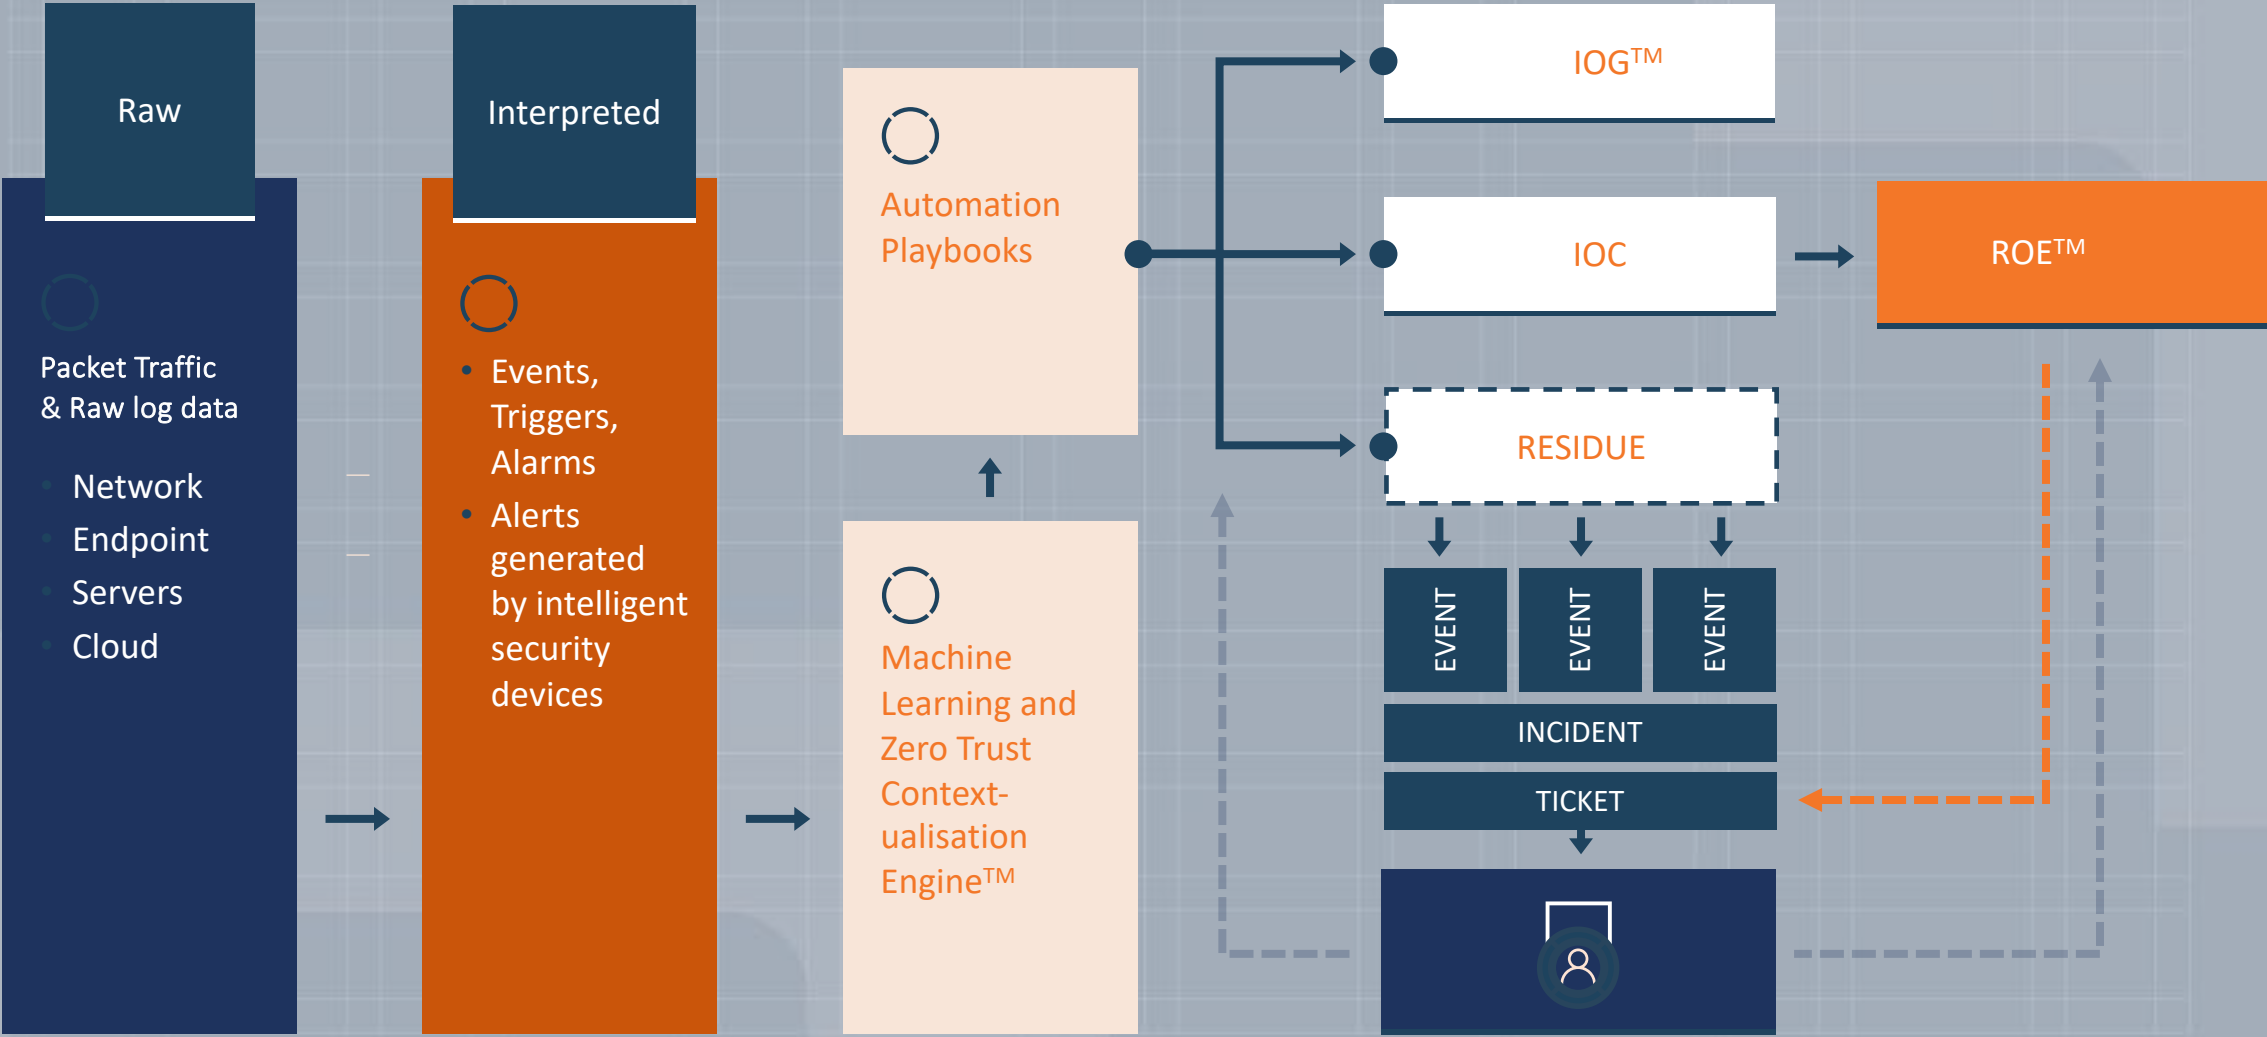 Raw
Packet Traffic
& Raw log data
• Network
• Endpoint
• Servers
• Cloud
Interpreted
• Events,
Triggers,
Alarms
• Alerts
generated
by intelligent
security
devices
Automation
Playbooks
Machine
Learning and
Zero Trust
Context-
ualisation
Engine™
IOG™
IOC
ROE™
RESIDUE
EVENT
EVENT
EVENT
INCIDENT
TICKET